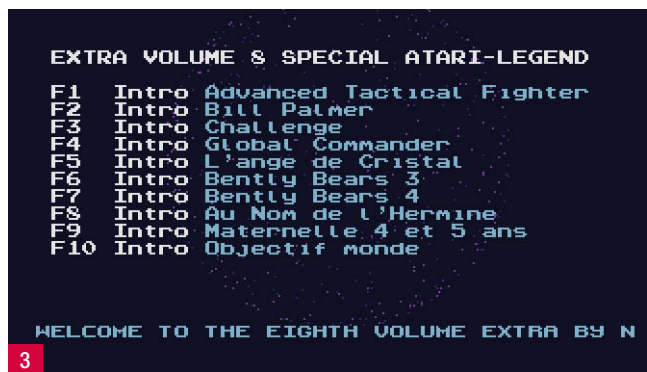 EXTRA VOLUME 8 SPECIAL ATARI-LEGEND
F1 Intro Advanced Tactical Fighter
F2 Intro Bill Palmer
F3 Intro Challenge
F4 Intro Global Commander
F5 Intro L'ange de Cristal
F6 Intro Bently Bears 3
F7 Intro Bently Bears 4
F8 Intro Au Nom de l'Hermine
F9 Intro Maternelle 4 et 5 ans
F10 Intro Objectif monde
WELCOME TO THE EIGHTH VOLUME EXTRA BY N
3